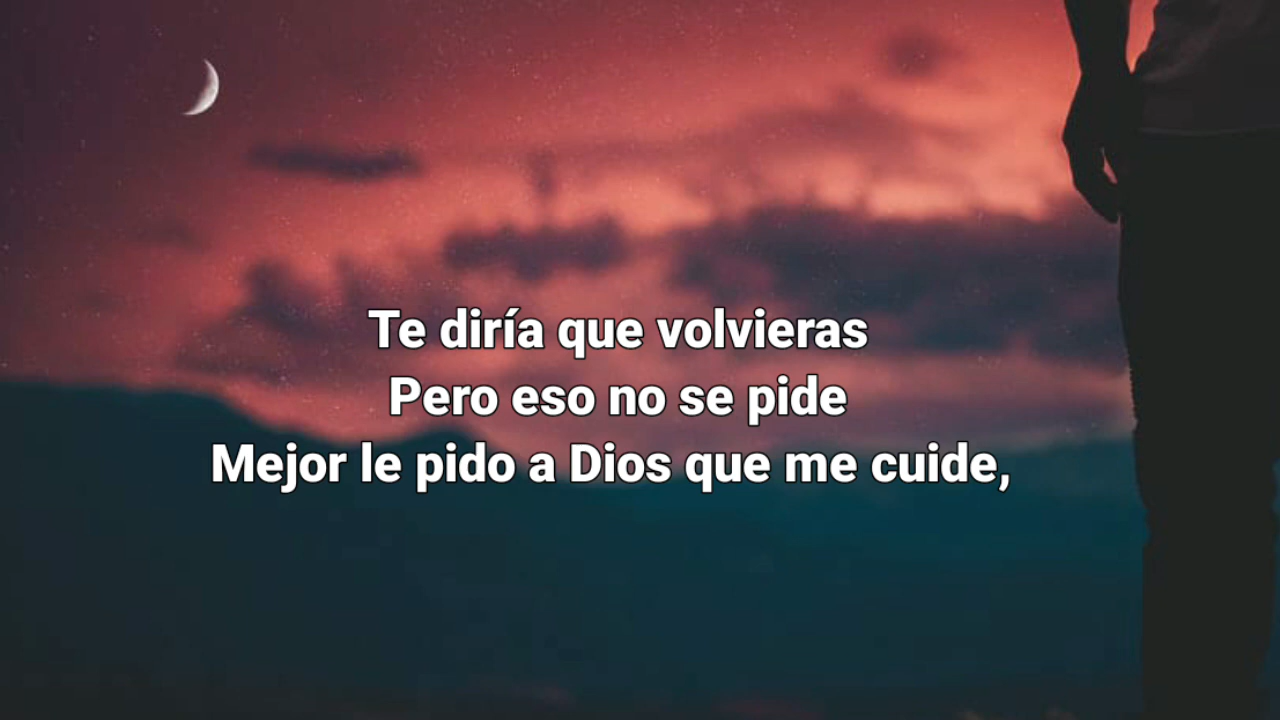 Te diría que volvieras
Pero eso no se pide
Mejor le pido a Dios que me cuide,